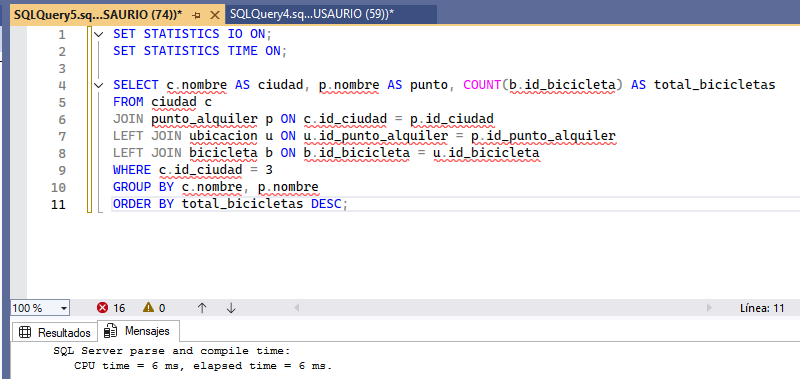 SQLQuery5.sq...SAURIO (74))* SQLQuery4.sq...USAURIO (59))*
1 SET STATISTICS IO ON;
2 SET STATISTICS TIME ON;
3
4 SELECT c.nombre AS ciudad, p.nombre AS punto, COUNT(b.id_bicicleta) AS total_bicicletas
5 FROM ciudad c
6 JOIN punto_alquiler p ON c.id_ciudad = p.id_ciudad
7 LEFT JOIN ubicacion u ON u.id_punto_alquiler = p.id_punto_alquiler
8 LEFT JOIN bicicleta b ON b.id_bicicleta = u.id_bicicleta
9 WHERE c.id_ciudad = 3
10 GROUP BY c.nombre, p.nombre
11 ORDER BY total_bicicletas DESC;
100 % 16 0 Línea: 11
Resultados Mensajes
SQL Server parse and compile time:
CPU time = 6 ms, elapsed time = 6 ms.